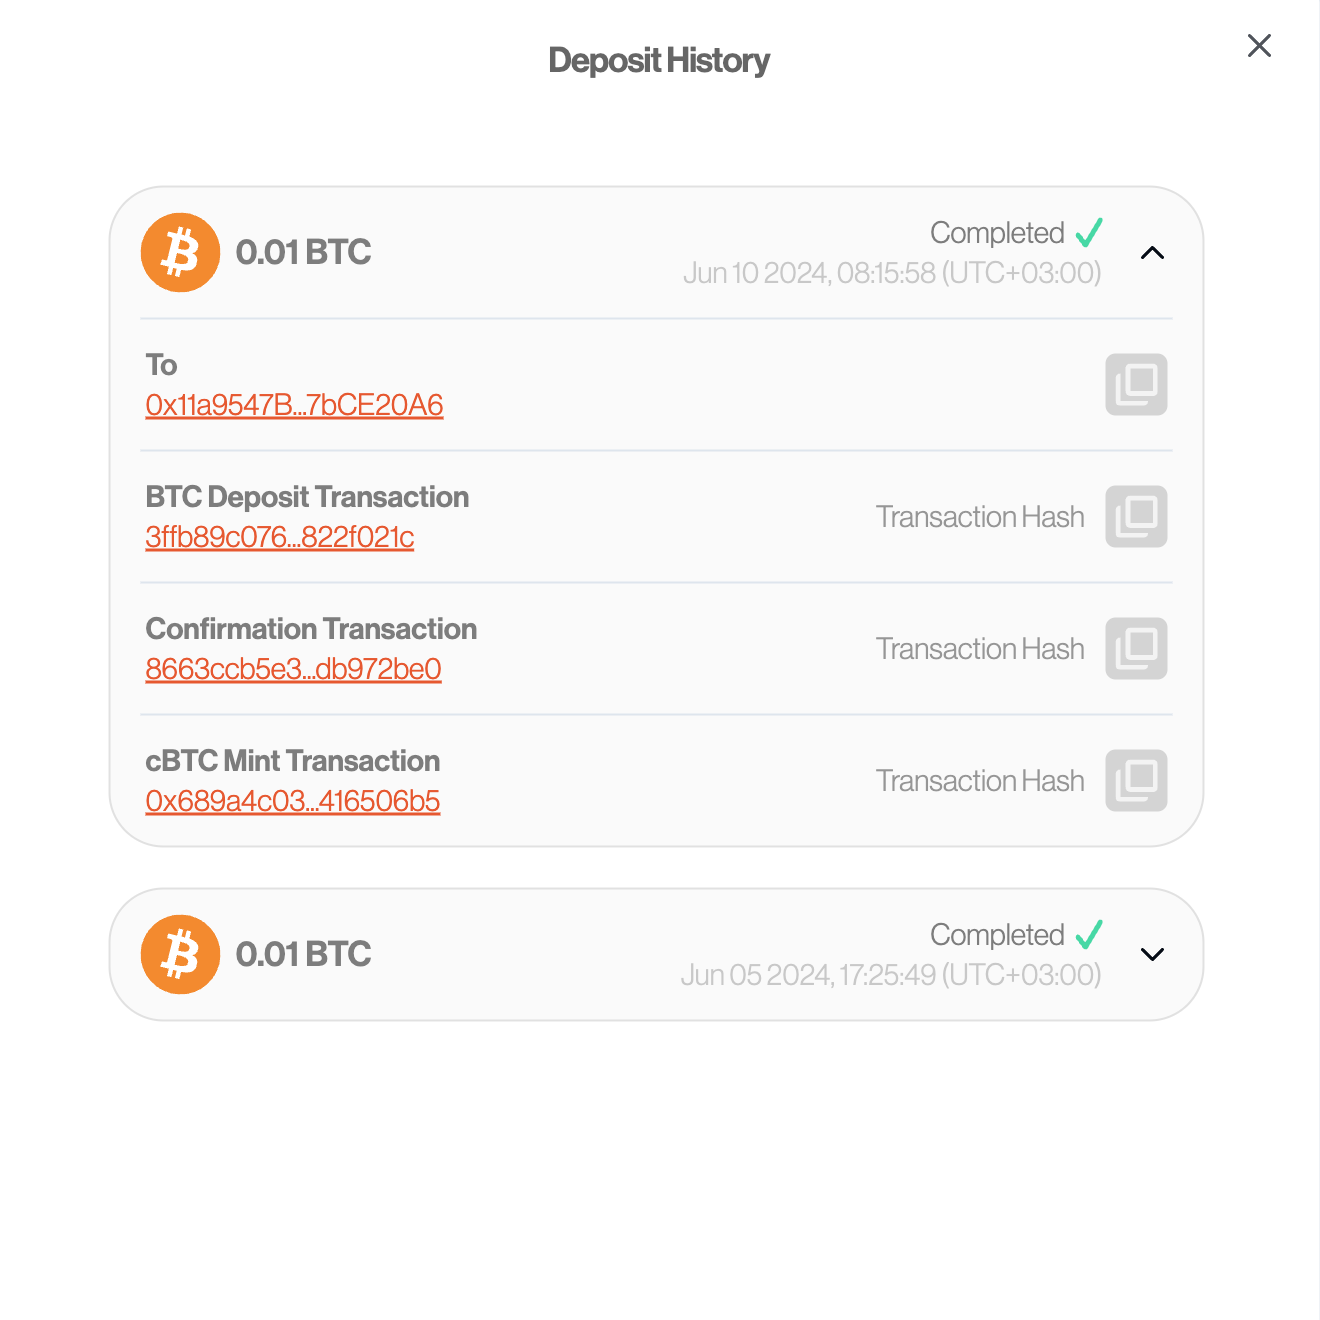 Deposit History
0.01 BTC
Completed
Jun 10 2024, 08:15:58 (UTC+03:00)
To
0x11a9547B...7bCE20A6
BTC Deposit Transaction
3ffb89c076...822f021c
Transaction Hash
Confirmation Transaction
8663ccb5e3...db972be0
Transaction Hash
cBTC Mint Transaction
0x689a4c03...416506b5
Transaction Hash
0.01 BTC
Completed
Jun 05 2024, 17:25:49 (UTC+03:00)